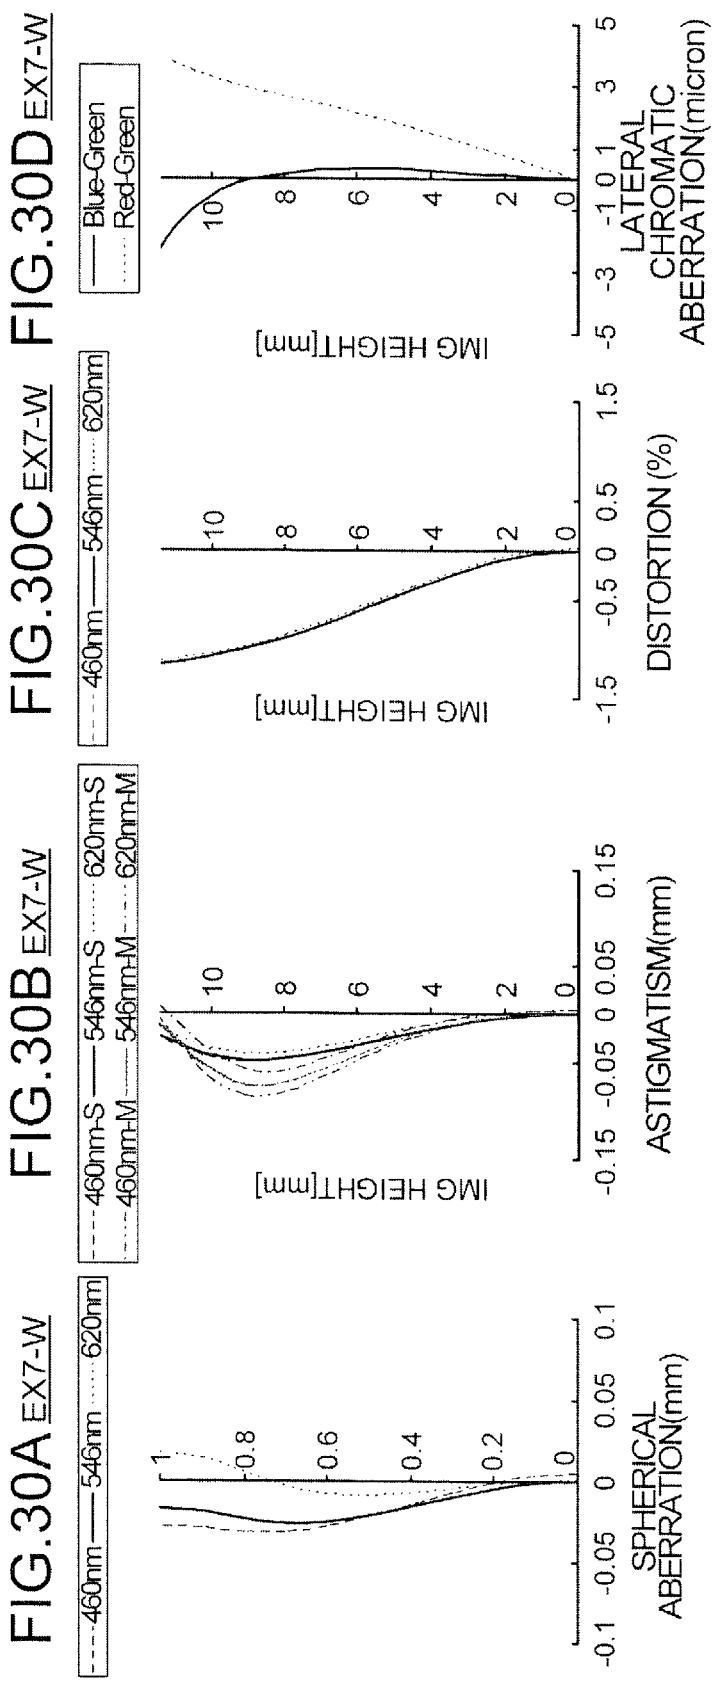 FIG.30A EX7-W
460nm 546nm 620nm
1
0.8
0.6
0.4
0.2
0
-0.1 -0.05 0 0.05 0.1
SPHERICAL
ABERRATION(mm)
FIG.30B EX7-W
460nm-S 546nm-S 620nm-S
460nm-M 546nm-M 620nm-M
IMG HEIGHT[mm]
10
8
6
4
2
0
-0.15 -0.05 0 0.05 0.15
ASTIGMATISM(mm)
FIG.30C EX7-W
460nm 546nm 620nm
IMG HEIGHT[mm]
10
8
6
4
2
0
-1.5 -0.5 0 0.5 1.5
DISTORTION (%)
FIG.30D EX7-W
Blue-Green
Red-Green
IMG HEIGHT[mm]
10
8
6
4
2
0
-5 -3 -1 0 1 3 5
LATERAL
CHROMATIC
ABERRATION(micron)